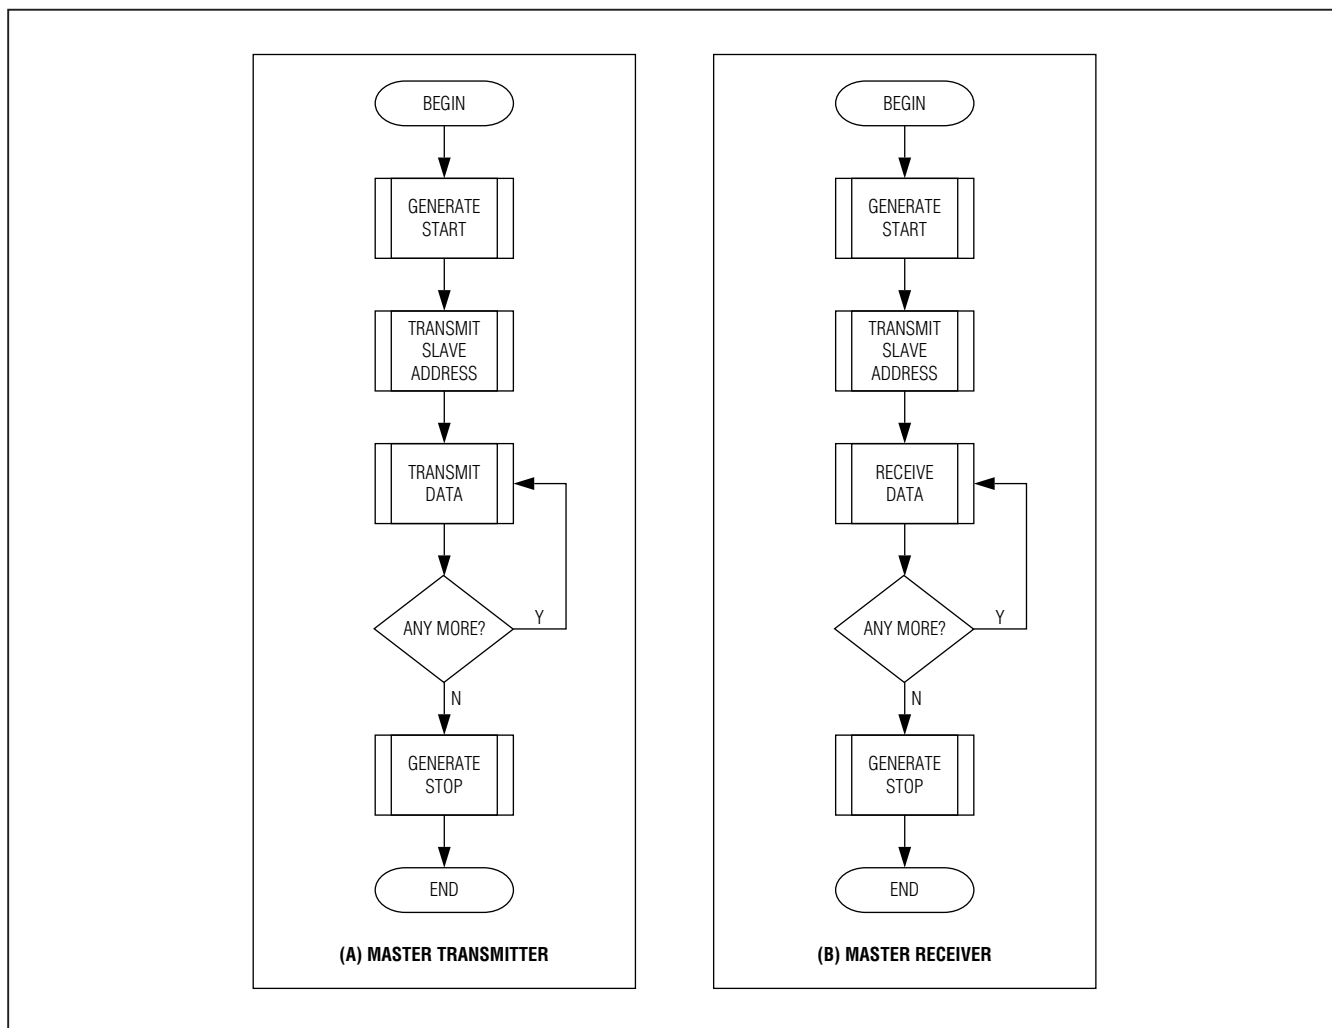 BEGIN
GENERATE
START
TRANSMIT
SLAVE
ADDRESS
TRANSMIT
DATA
ANY MORE?
Y
N
GENERATE
STOP
END
(A) MASTER TRANSMITTER
BEGIN
GENERATE
START
TRANSMIT
SLAVE
ADDRESS
RECEIVE
DATA
ANY MORE?
Y
N
GENERATE
STOP
END
(B) MASTER RECEIVER